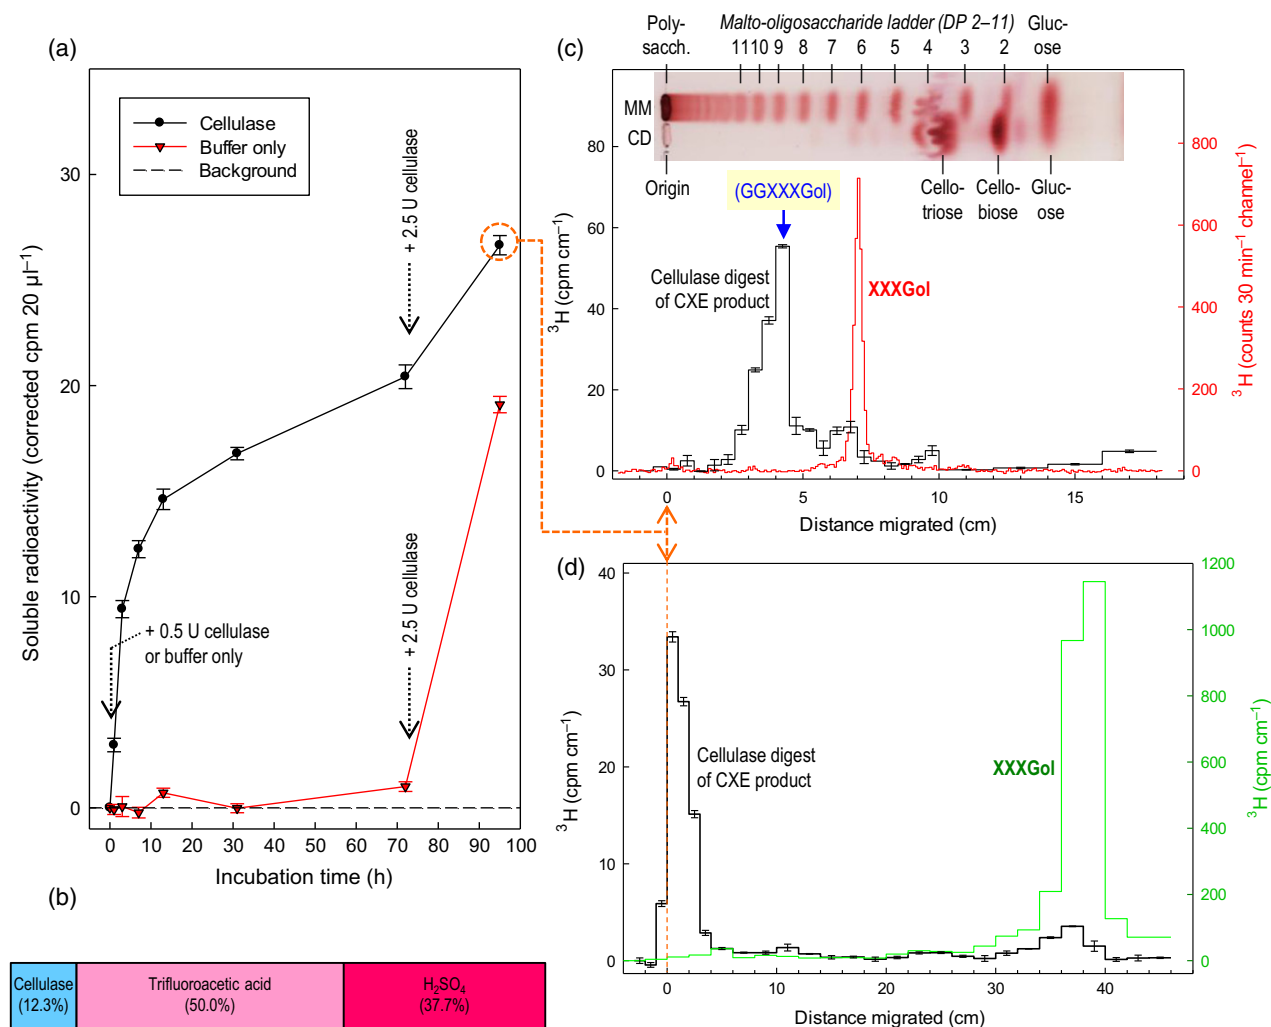 (a)
Cellulase
Buffer only
Background
+ 2.5 U cellulase
+ 0.5 U cellulase
or buffer only
+ 2.5 U cellulase
Soluble radioactivity (corrected cpm 20 µl⁻¹)
30
20
10
0
0 10 20 30 40 50 60 70 80 90 100
Incubation time (h)
(b)
Cellulase
(12.3%)
Trifluoroacetic acid
(50.0%)
H₂SO₄
(37.7%)
(c)
Poly-
sacch.
Malto-oligosaccharide ladder (DP 2–11)
11 10 9 8 7 6 5 4 3 2
Gluc-
ose
MM
CD
Origin
Cello-
triose
Cello-
biose
Gluc-
ose
(GGXXXGol)
Cellulase digest
of CXE product
XXXGol
³H (cpm cm⁻¹)
80
60
40
20
0
³H (counts 30 min⁻¹ channel⁻¹)
800
600
400
200
0
0 5 10 15
Distance migrated (cm)
(d)
Cellulase digest
of CXE product
XXXGol
³H (cpm cm⁻¹)
40
30
20
10
0
³H (cpm cm⁻¹)
1200
1000
800
600
400
200
0
0 10 20 30 40
Distance migrated (cm)